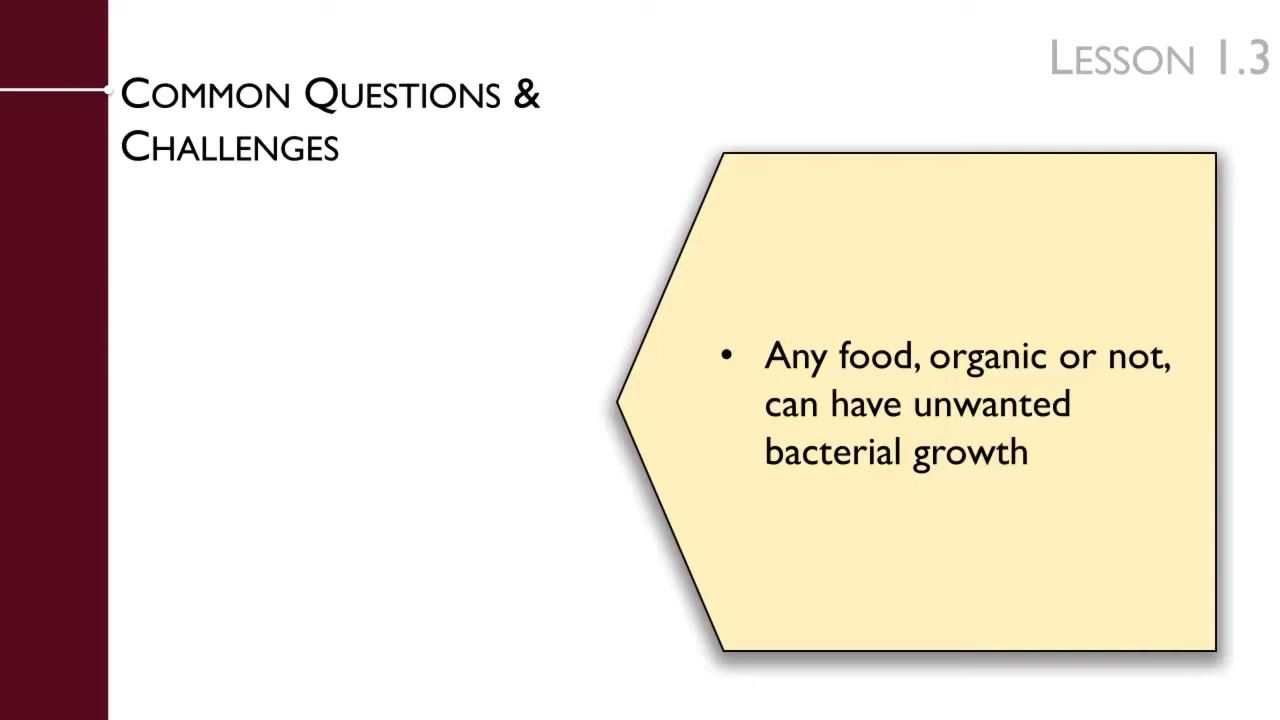 LESSON 1.3
COMMON QUESTIONS &
CHALLENGES
• Any food, organic or not,
can have unwanted
bacterial growth